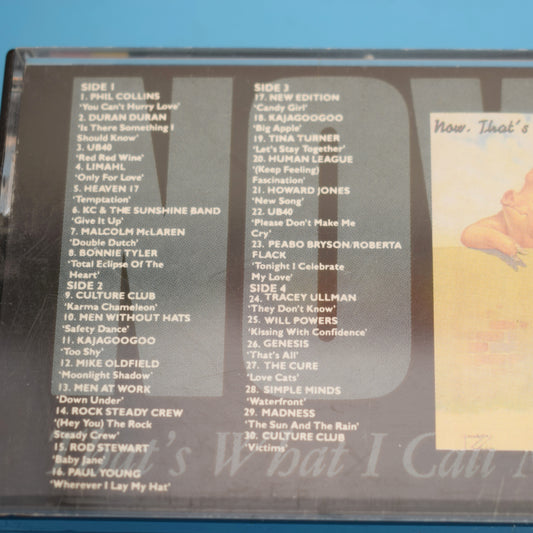 NOW
SIDE 1
1. PHIL COLLINS
'You Can't Hurry Love'
2. DURAN DURAN
'Is There Something I
Should Know'
3. UB40
'Red Red Wine'
4. LIMAHL
'Only For Love'
5. HEAVEN 17
'Temptation'
6. KC & THE SUNSHINE BAND
'Give It Up'
7. MALCOLM McLAREN
'Double Dutch'
8. BONNIE TYLER
'Total Eclipse Of The
Heart'
SIDE 2
9. CULTURE CLUB
'Karma Chameleon'
10. MEN WITHOUT HATS
'Safety Dance'
11. KAJAGOOGOO
'Too Shy'
12. MIKE OLDFIELD
'Moonlight Shadow'
13. MEN AT WORK
'Down Under'
14. ROCK STEADY CREW
'(Hey You) The Rock
Steady Crew'
15. ROD STEWART
'Baby Jane'
16. PAUL YOUNG
'Wherever I Lay My Hat'
SIDE 3
17. NEW EDITION
'Candy Girl'
18. KAJAGOOGOO
'Big Apple'
19. TINA TURNER
'Let's Stay Together'
20. HUMAN LEAGUE
'(Keep Feeling)
Fascination'
21. HOWARD JONES
'New Song'
22. UB40
'Please Don't Make Me
Cry'
23. PEABO BRYSON/ROBERTA
FLACK
'Tonight I Celebrate
My Love'
SIDE 4
24. TRACEY ULLMAN
'They Don't Know'
25. WILL POWERS
'Kissing With Confidence'
26. GENESIS
'That's All'
27. THE CURE
'Love Cats'
28. SIMPLE MINDS
'Waterfront'
29. MADNESS
'The Sun And The Rain'
30. CULTURE CLUB
'Victims'
Now. That's
That's What I Call